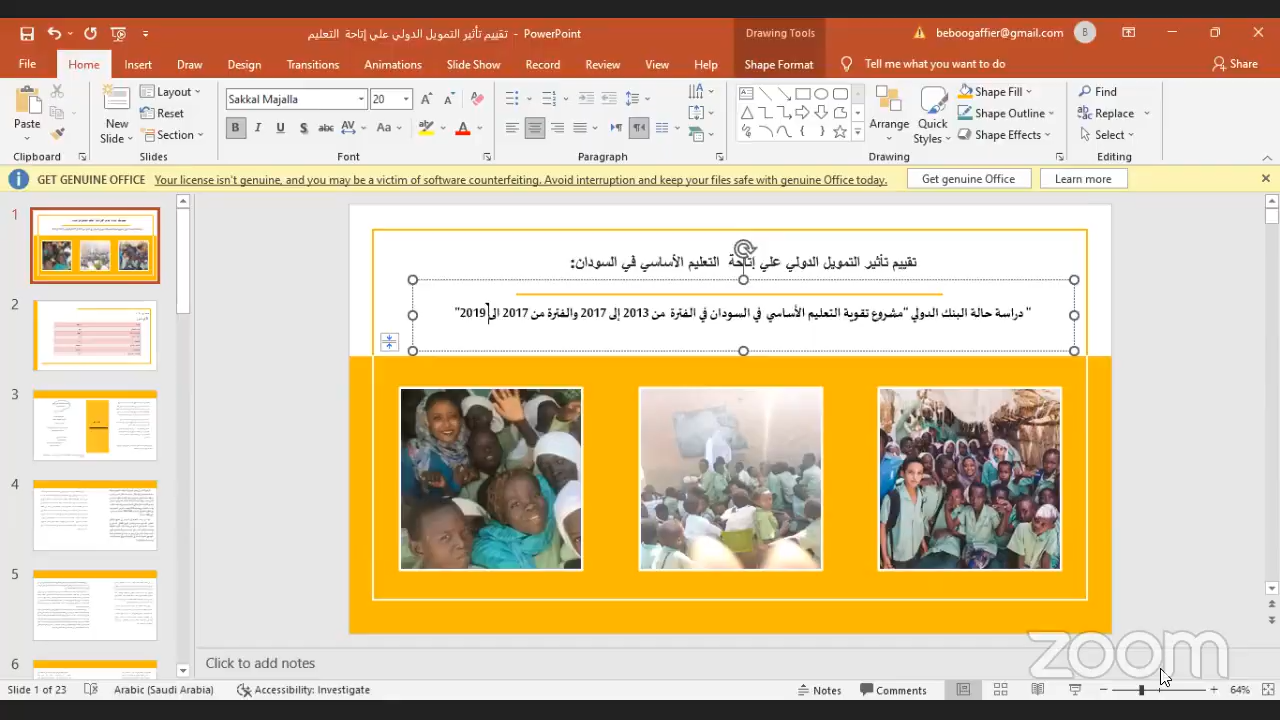 تقييم تأثير التمويل الدولي علي إتاحة التعليم - PowerPoint
Drawing Tools
beboogaffier@gmail.com
B
File
Home
Insert
Draw
Design
Transitions
Animations
Slide Show
Record
Review
View
Help
Shape Format
Tell me what you want to do
Share
Paste
New Slide
Layout
Reset
Section
Sakkal Majalla
20
Arrange
Quick Styles
Shape Fill
Shape Outline
Shape Effects
Find
Replace
Select
Clipboard
Slides
Font
Paragraph
Drawing
Editing
GET GENUINE OFFICE
Your license isn't genuine, and you may be a victim of software counterfeiting. Avoid interruption and keep your files safe with genuine Office today.
Get genuine Office
Learn more
1
2
3
4
5
6
تقييم تأثير التمويل الدولي علي إتاحة التعليم الأساسي في السودان:
" دراسة حالة البنك الدولي "مشروع تقوية التعليم الأساسي في السودان في الفترة من 2013 إلى 2017 والفترة من 2017 الى 2019"
Click to add notes
zoom
Slide 1 of 23
Arabic (Saudi Arabia)
Accessibility: Investigate
Notes
Comments
64%